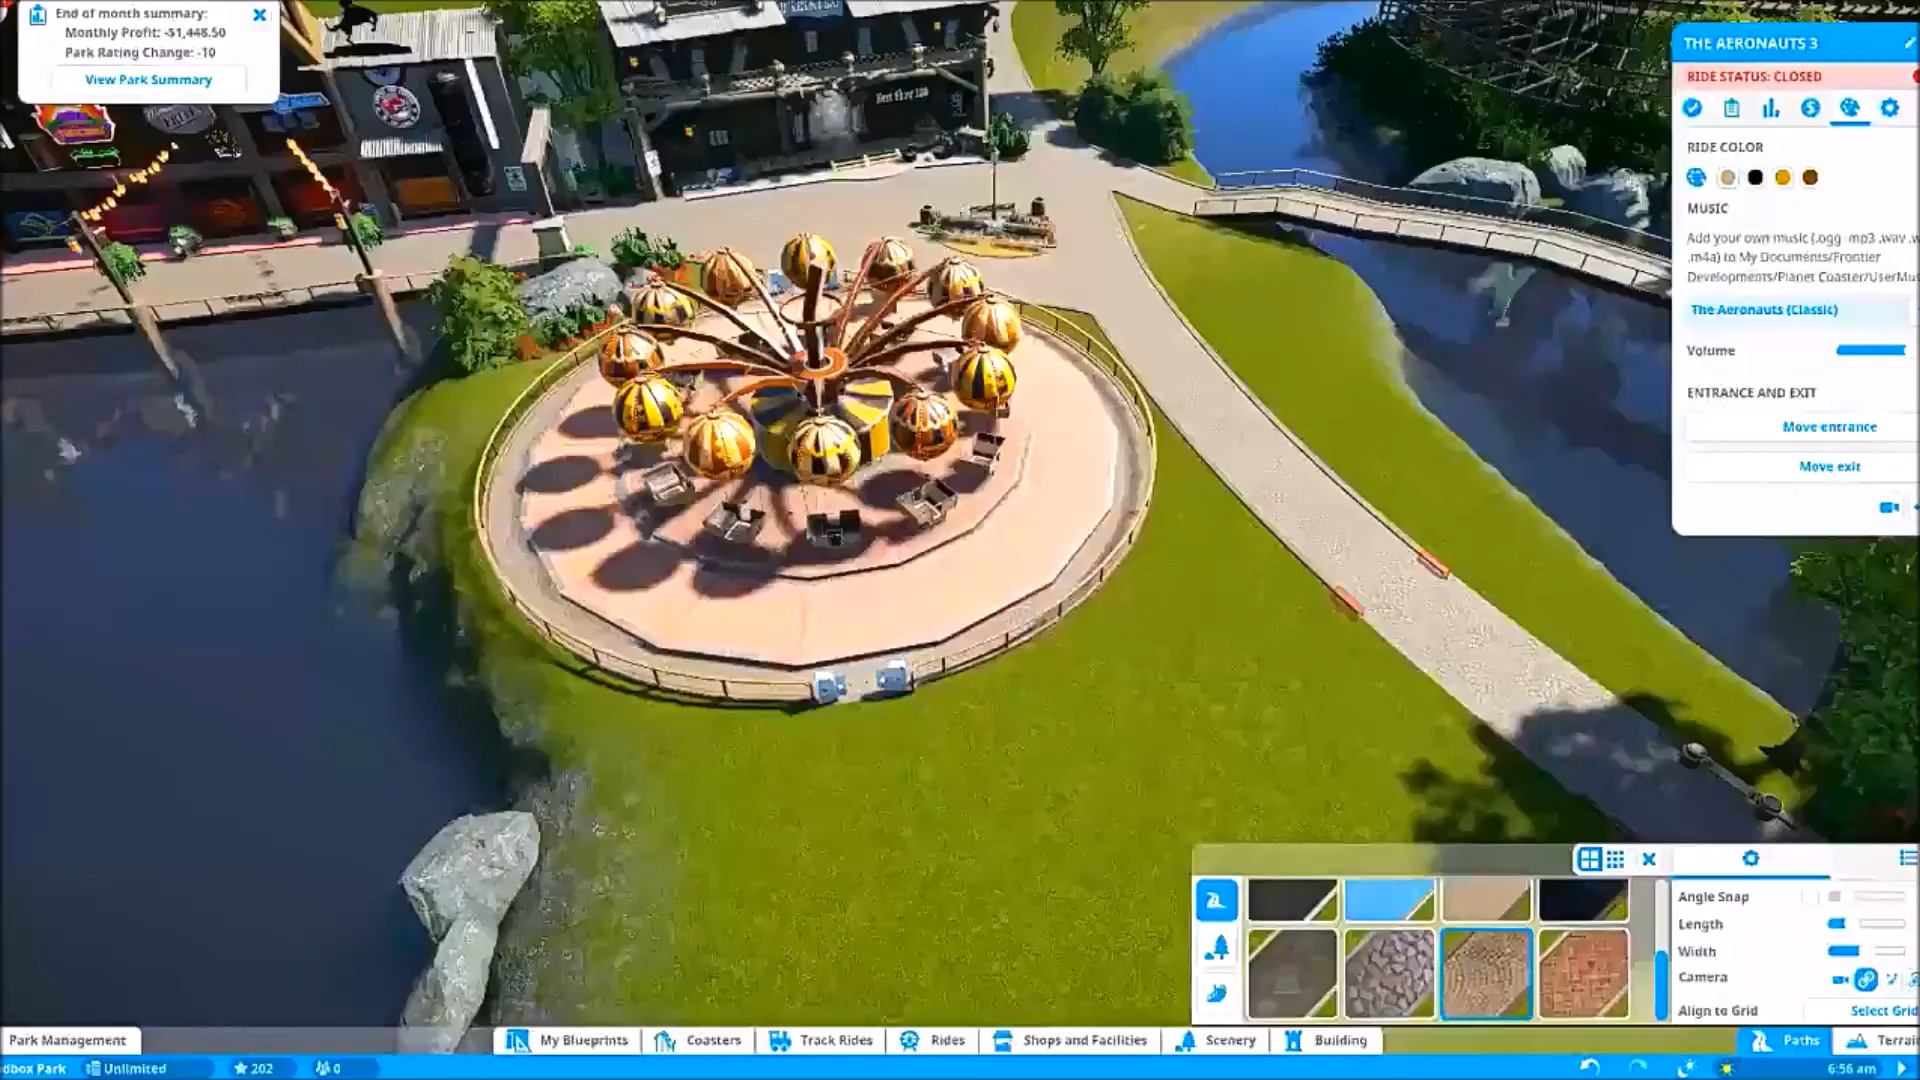 End of month summary:
Monthly Profit: -$1,448.50
Park Rating Change: -10
View Park Summary
THE AERONAUTS 3
RIDE STATUS: CLOSED
RIDE COLOR
MUSIC
Add your own music (.ogg .mp3 .wav
.m4a) to My Documents/Frontier
Developments/Planet Coaster/UserMus
The Aeronauts (Classic)
Volume
ENTRANCE AND EXIT
Move entrance
Move exit
Angle Snap
Length
Width
Camera
Align to Grid
Select Grid
Park Management
My Blueprints
Coasters
Track Rides
Rides
Shops and Facilities
Scenery
Building
Paths
Terrai
dbox Park
Unlimited
202
0
6:56 am